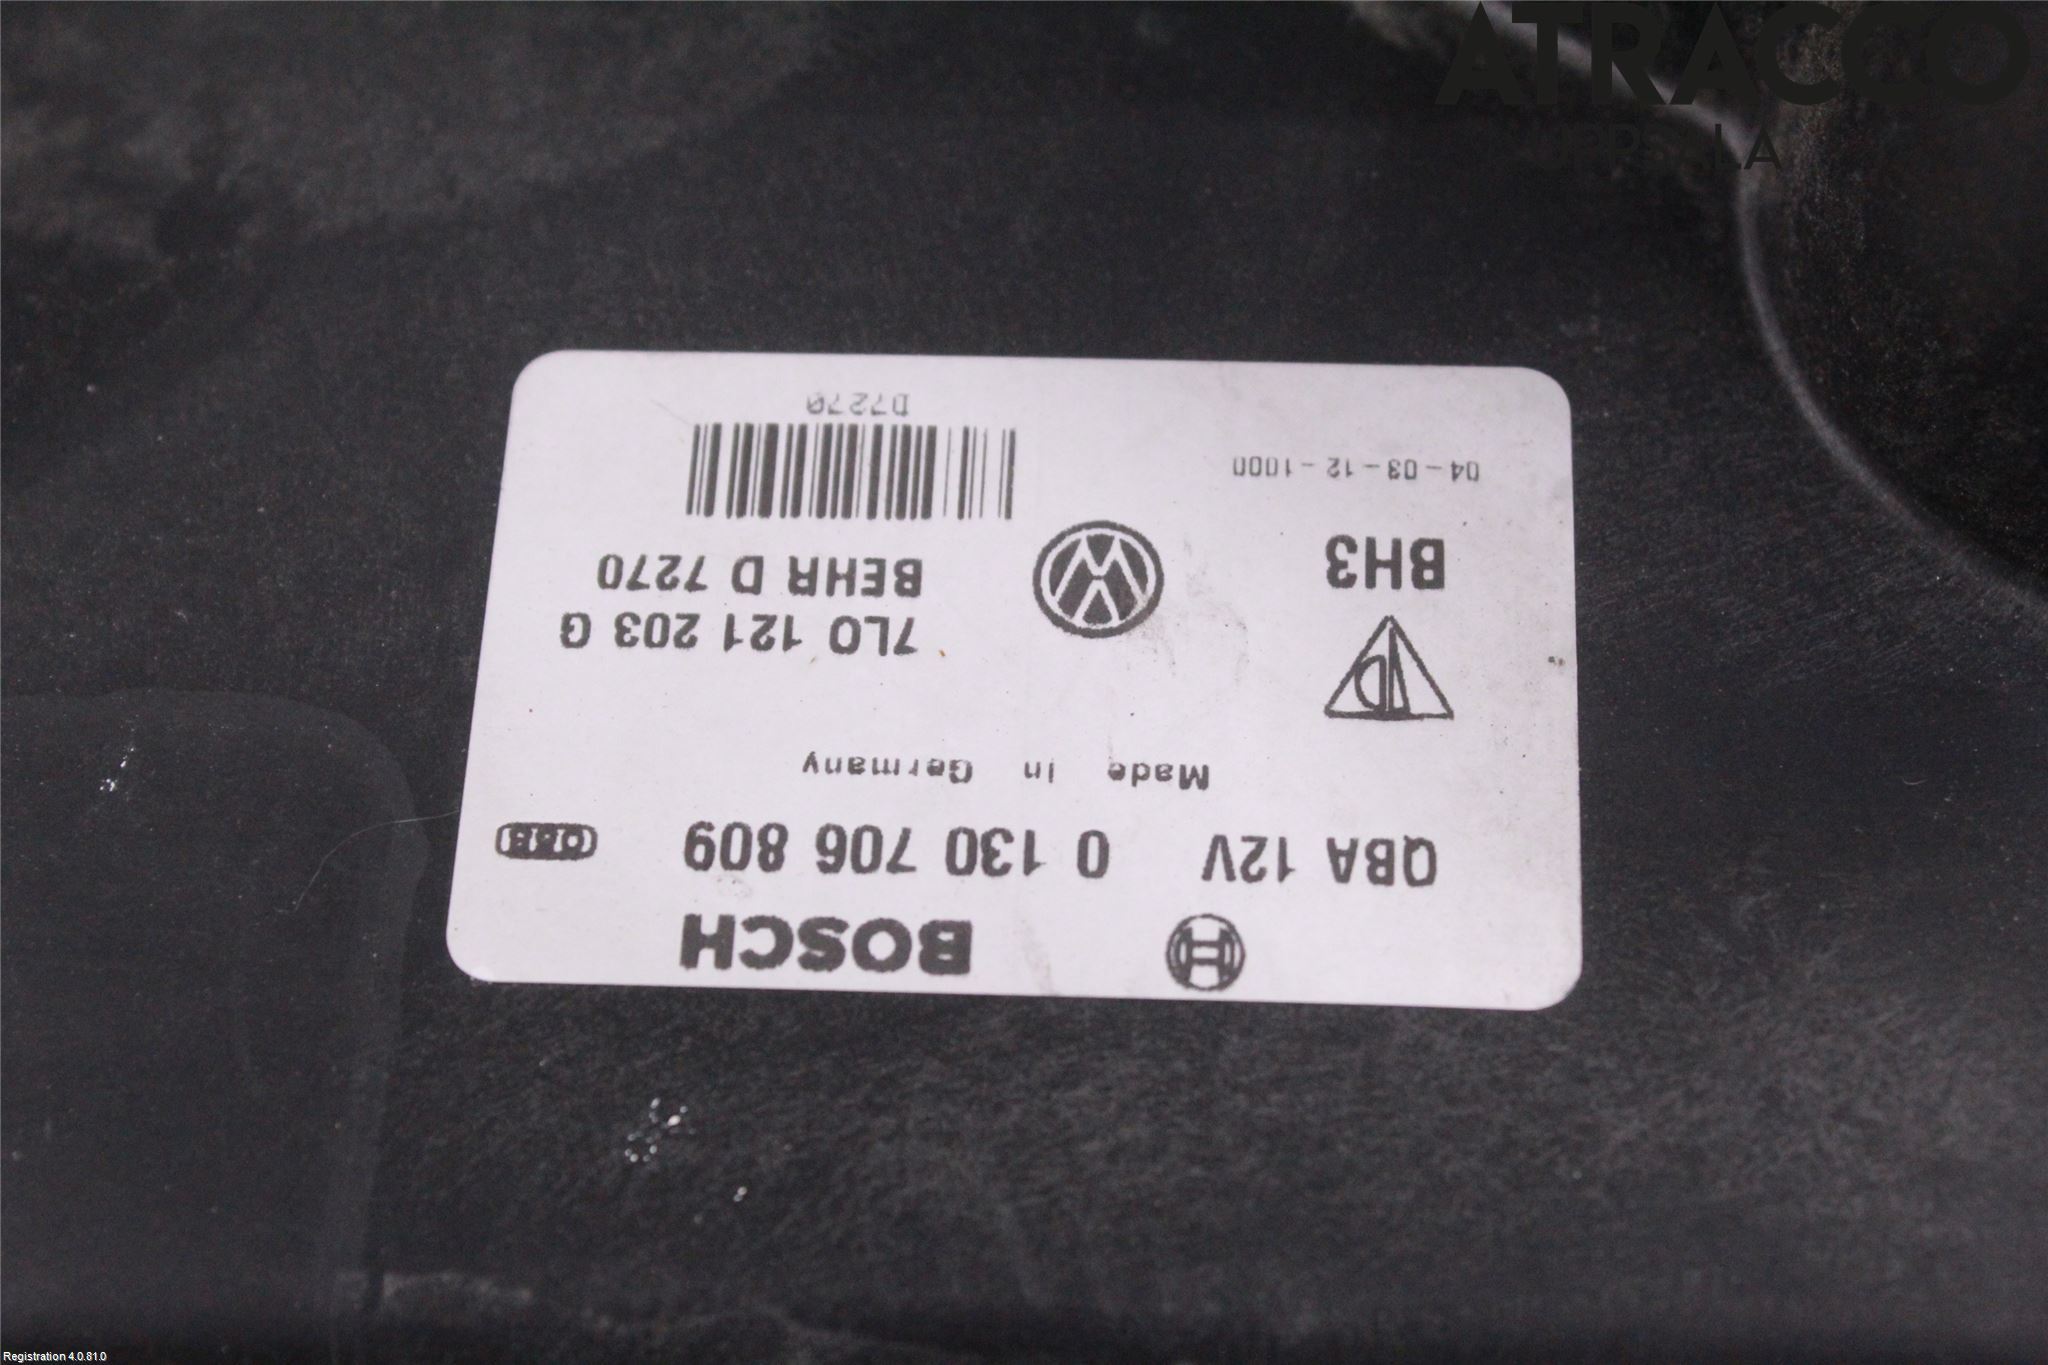 ATRACCO
BOSCH
QBA 12V 0 130 706 809
Made in Germany
7L0 121 203 G
BH3 BEHR D 7270
04-03-12-1000
D7270
Registration 4.0.81.0